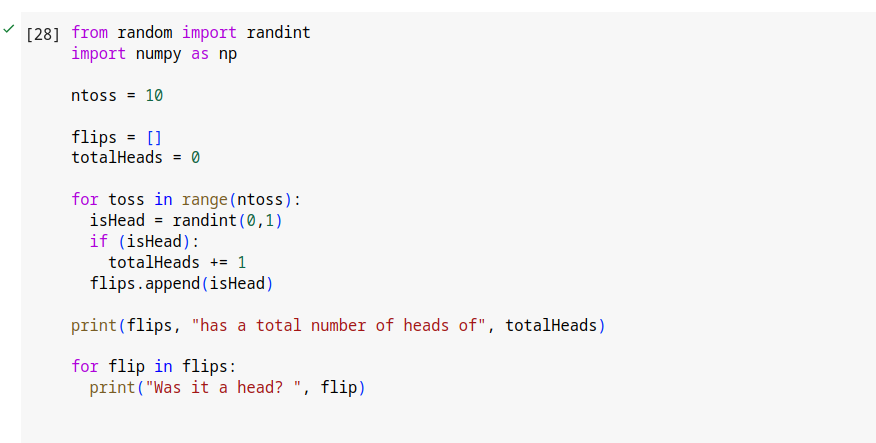 [28] from random import randint
import numpy as np
ntoss = 10
flips = []
totalHeads = 0
for toss in range(ntoss):
  isHead = randint(0,1)
  if (isHead):
    totalHeads += 1
  flips.append(isHead)
print(flips, "has a total number of heads of", totalHeads)
for flip in flips:
  print("Was it a head? ", flip)